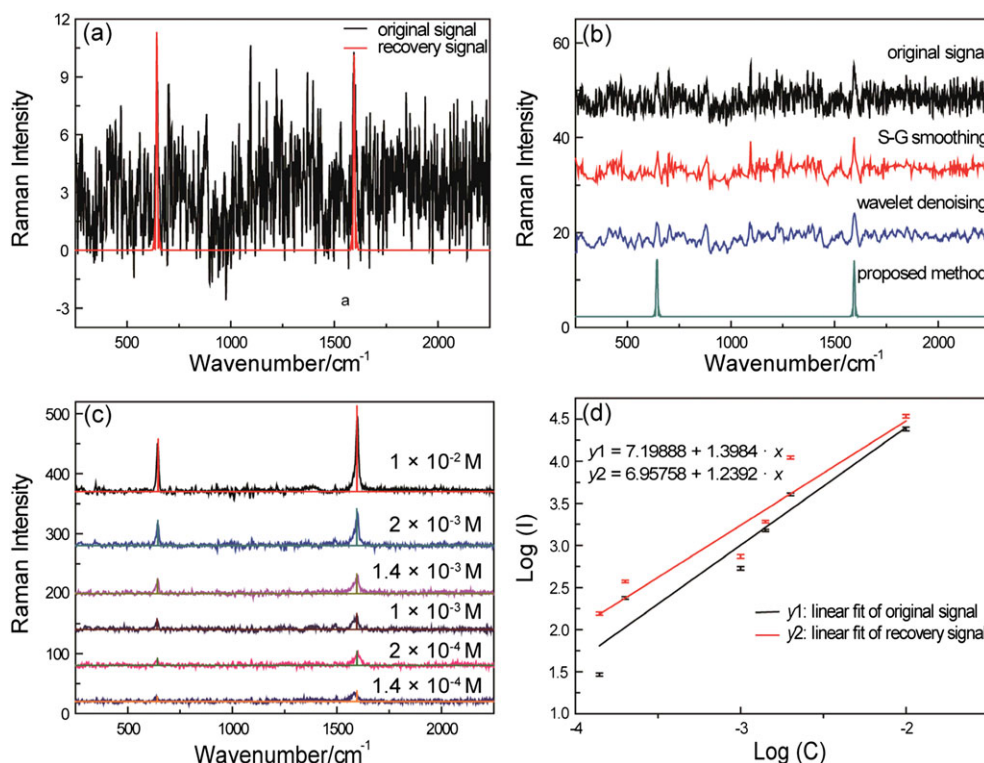 (a)
original signal
recovery signal
12
9
6
3
0
-3
a
500
1000
1500
2000
Raman Intensity
Wavenumber/cm⁻¹
(b)
original signal
S-G smoothing
wavelet denoising
proposed method
60
40
20
0
500
1000
1500
2000
Raman Intensity
Wavenumber/cm⁻¹
(c)
1 × 10⁻² M
2 × 10⁻³ M
1.4 × 10⁻³ M
1 × 10⁻³ M
2 × 10⁻⁴ M
1.4 × 10⁻⁴ M
500
400
300
200
100
0
500
1000
1500
2000
Raman Intensity
Wavenumber/cm⁻¹
(d)
y1 = 7.19888 + 1.3984 · x
y2 = 6.95758 + 1.2392 · x
y1: linear fit of original signal
y2: linear fit of recovery signal
4.5
4.0
3.5
3.0
2.5
2.0
1.5
1.0
-4
-3
-2
Log (I)
Log (C)